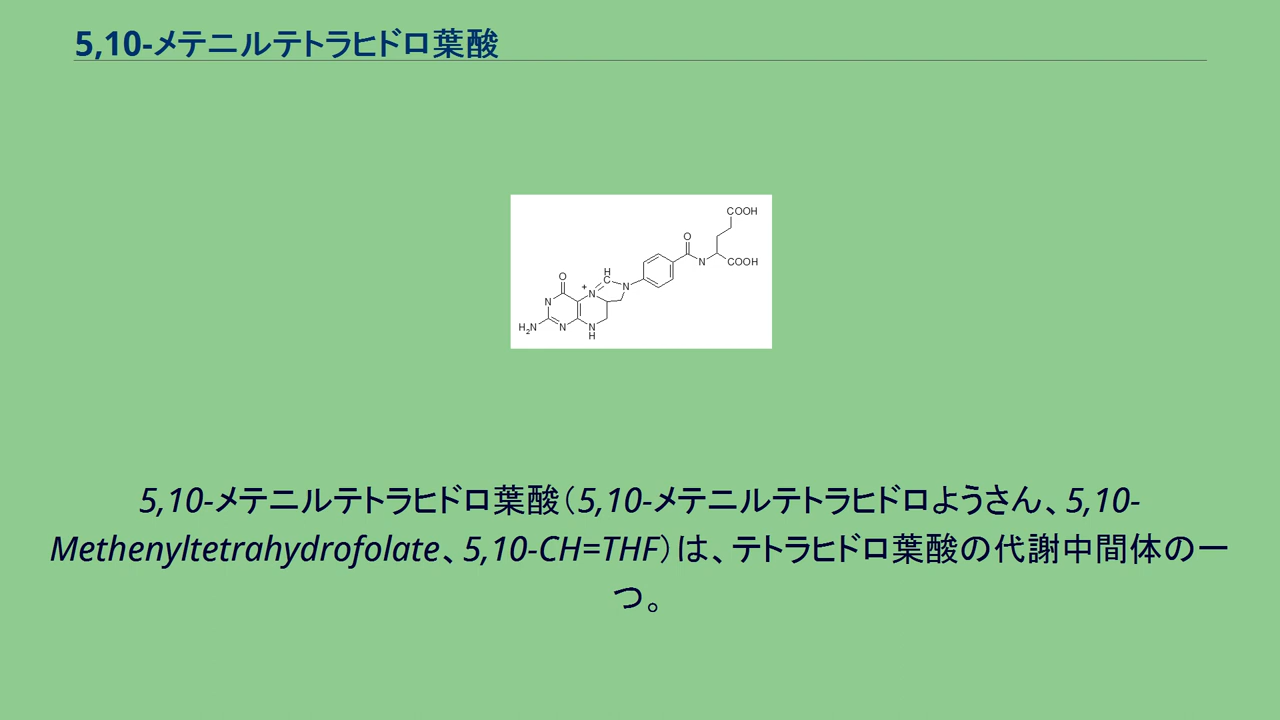 5,10-メテニルテトラヒドロ葉酸
COOH
O
N
COOH
H
C
O
+
N
N
N
H₂N
N
N
H
5,10-メテニルテトラヒドロ葉酸（5,10-メテニルテトラヒドロようさん、5,10-
Methenyltetrahydrofolate、5,10-CH=THF）は、テトラヒドロ葉酸の代謝中間体の一
つ。